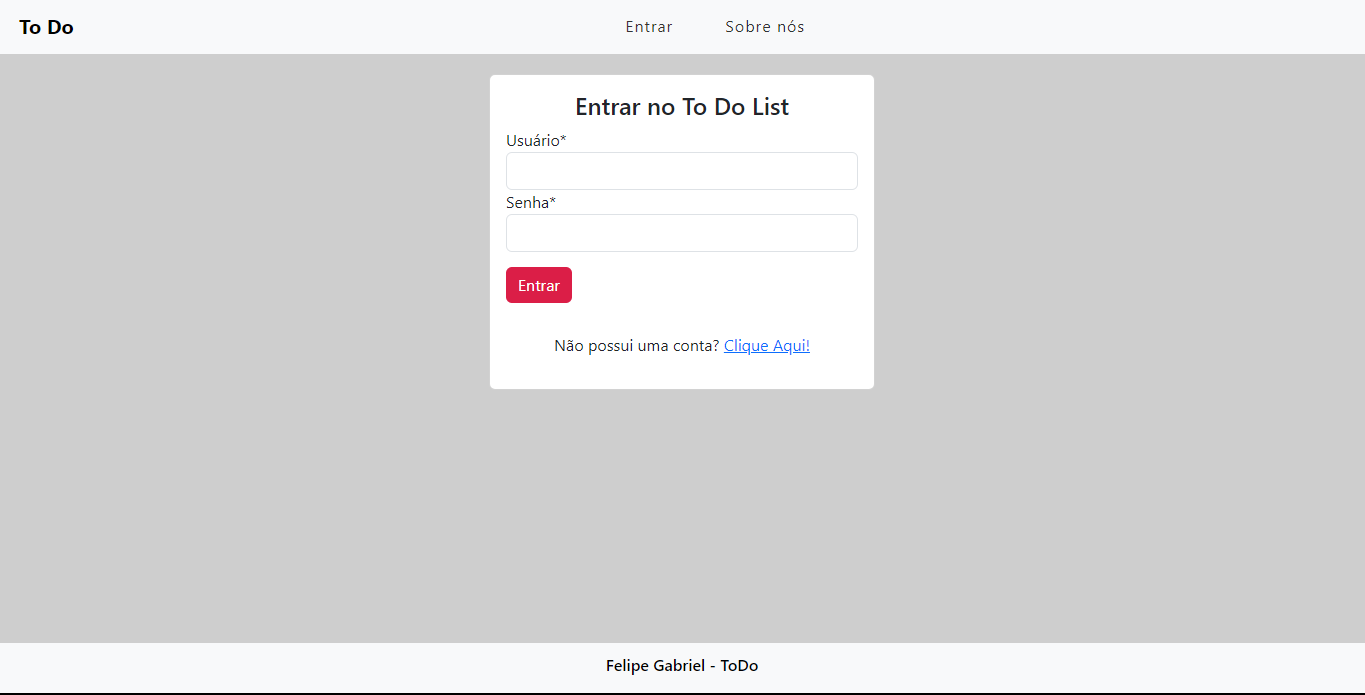 To Do
Entrar Sobre nós
Entrar no To Do List
Usuário*
Senha*
Entrar
Não possui uma conta? Clique Aqui!
Felipe Gabriel - ToDo